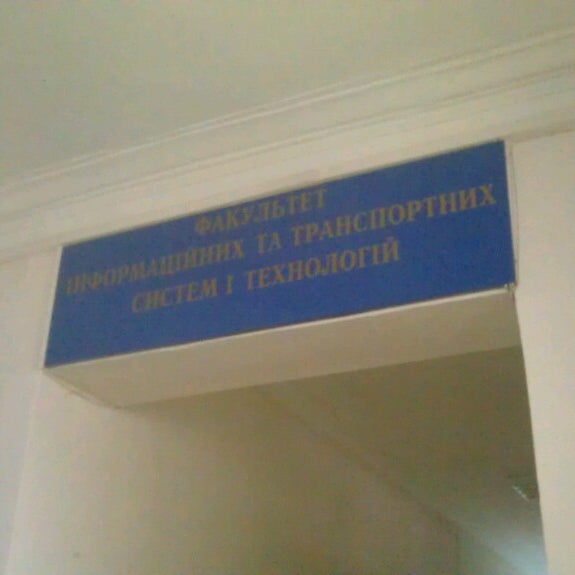 ФАКУЛЬТЕТ
ІНФОРМАЦІЙНИХ ТА ТРАНСПОРТНИХ
СИСТЕМ І ТЕХНОЛОГІЙ